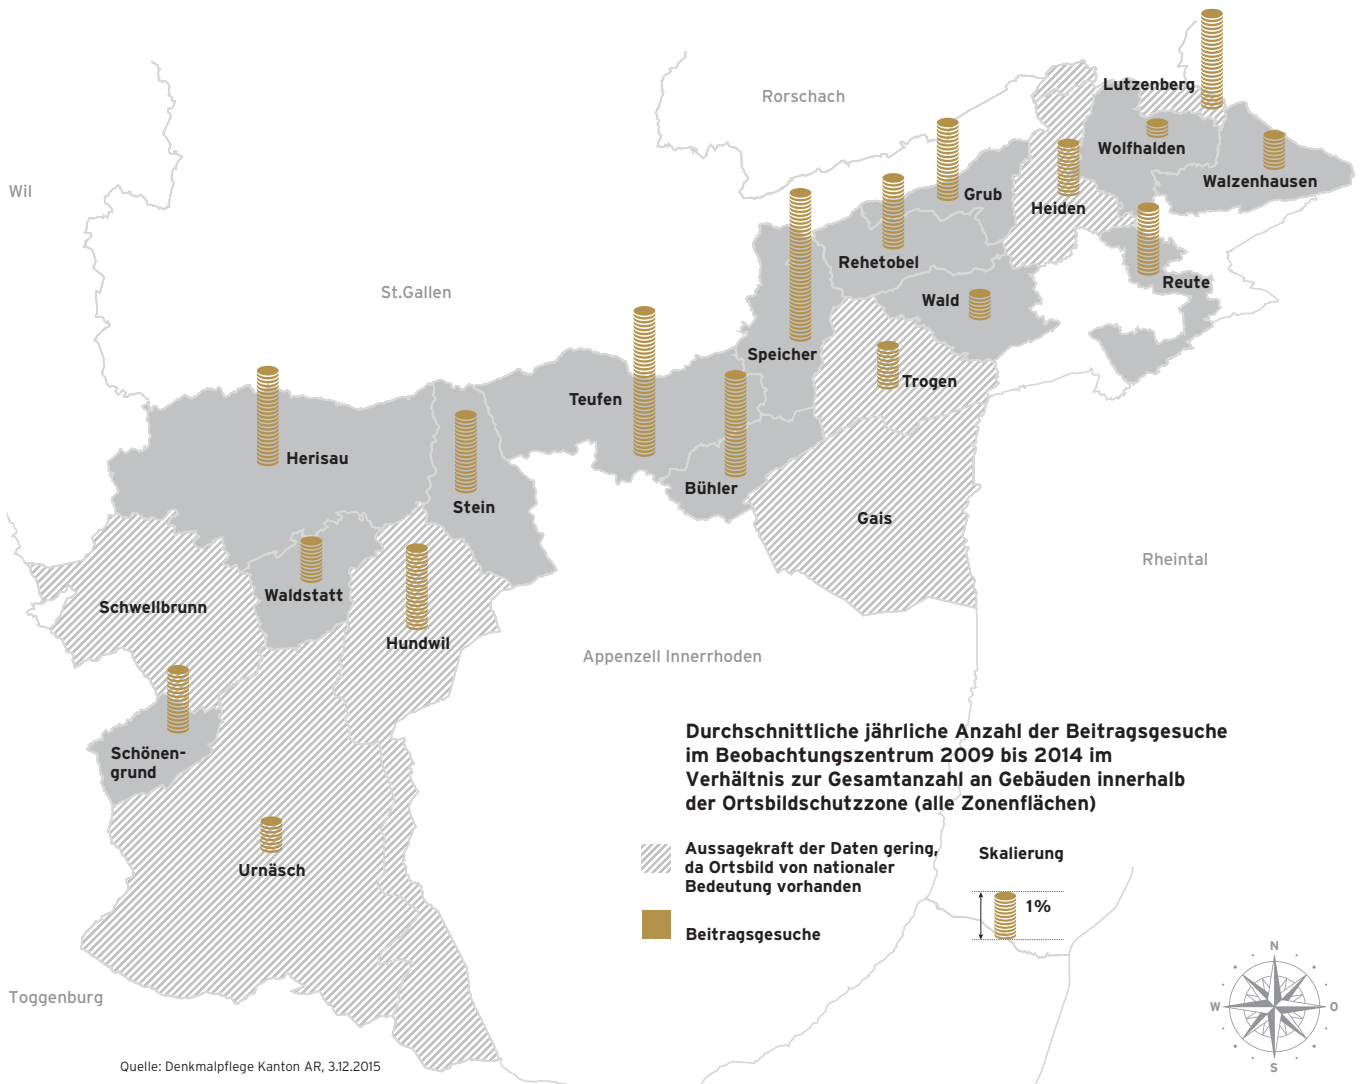 Lutzenberg
Rorschach
Wolfhalden
Walzenhausen
Wil
Grub
Heiden
Rehetobel
Reute
St.Gallen
Wald
Speicher
Trogen
Teufen
Herisau
Bühler
Stein
Gais
Rheintal
Waldstatt
Schwellbrunn
Hundwil
Appenzell Innerrhoden
Schönen-
grund
Urnäsch
Toggenburg
Durchschnittliche jährliche Anzahl der Beitragsgesuche
im Beobachtungszentrum 2009 bis 2014 im
Verhältnis zur Gesamtanzahl an Gebäuden innerhalb
der Ortsbildschutzzone (alle Zonenflächen)
Aussagekraft der Daten gering,
da Ortsbild von nationaler
Bedeutung vorhanden
Beitragsgesuche
Skalierung
1%
N
W
O
S
Quelle: Denkmalpflege Kanton AR, 3.12.2015